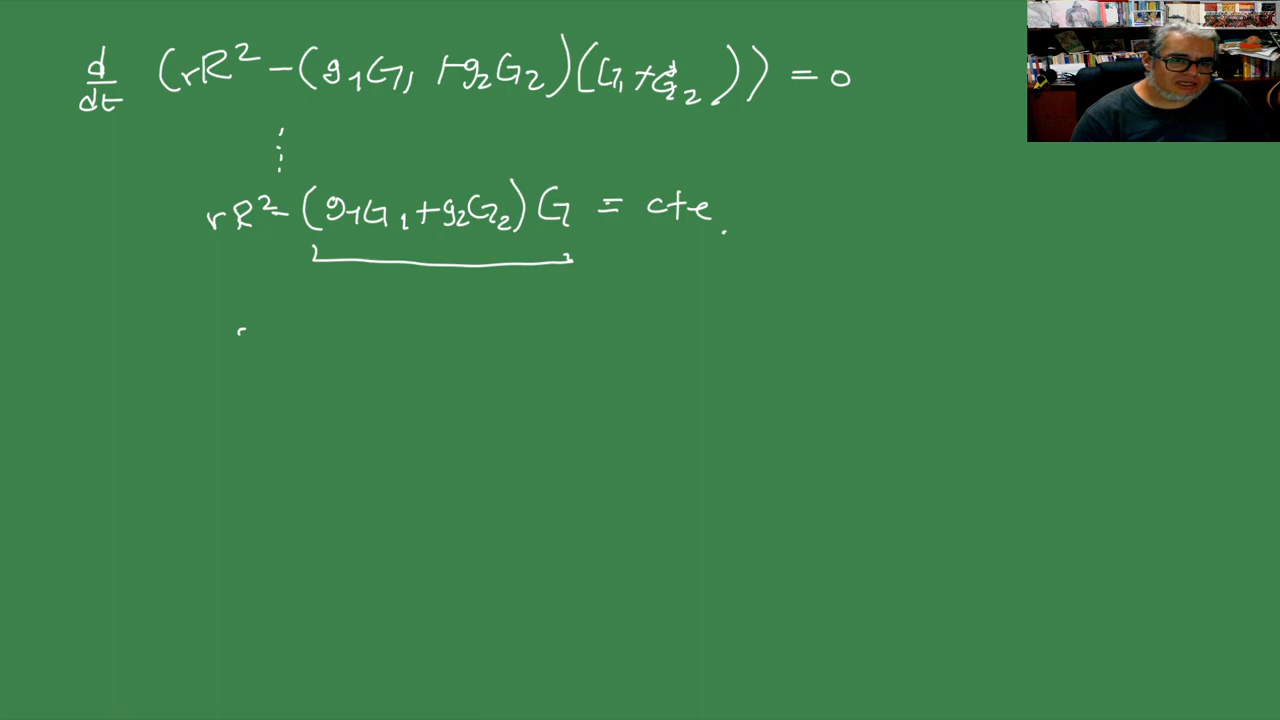 d/dt (rR² - (g₁G₁ + g₂G₂)(G₁ + G₂)) = 0
⋮
rR² - (g₁G₁ + g₂G₂)G = cte.